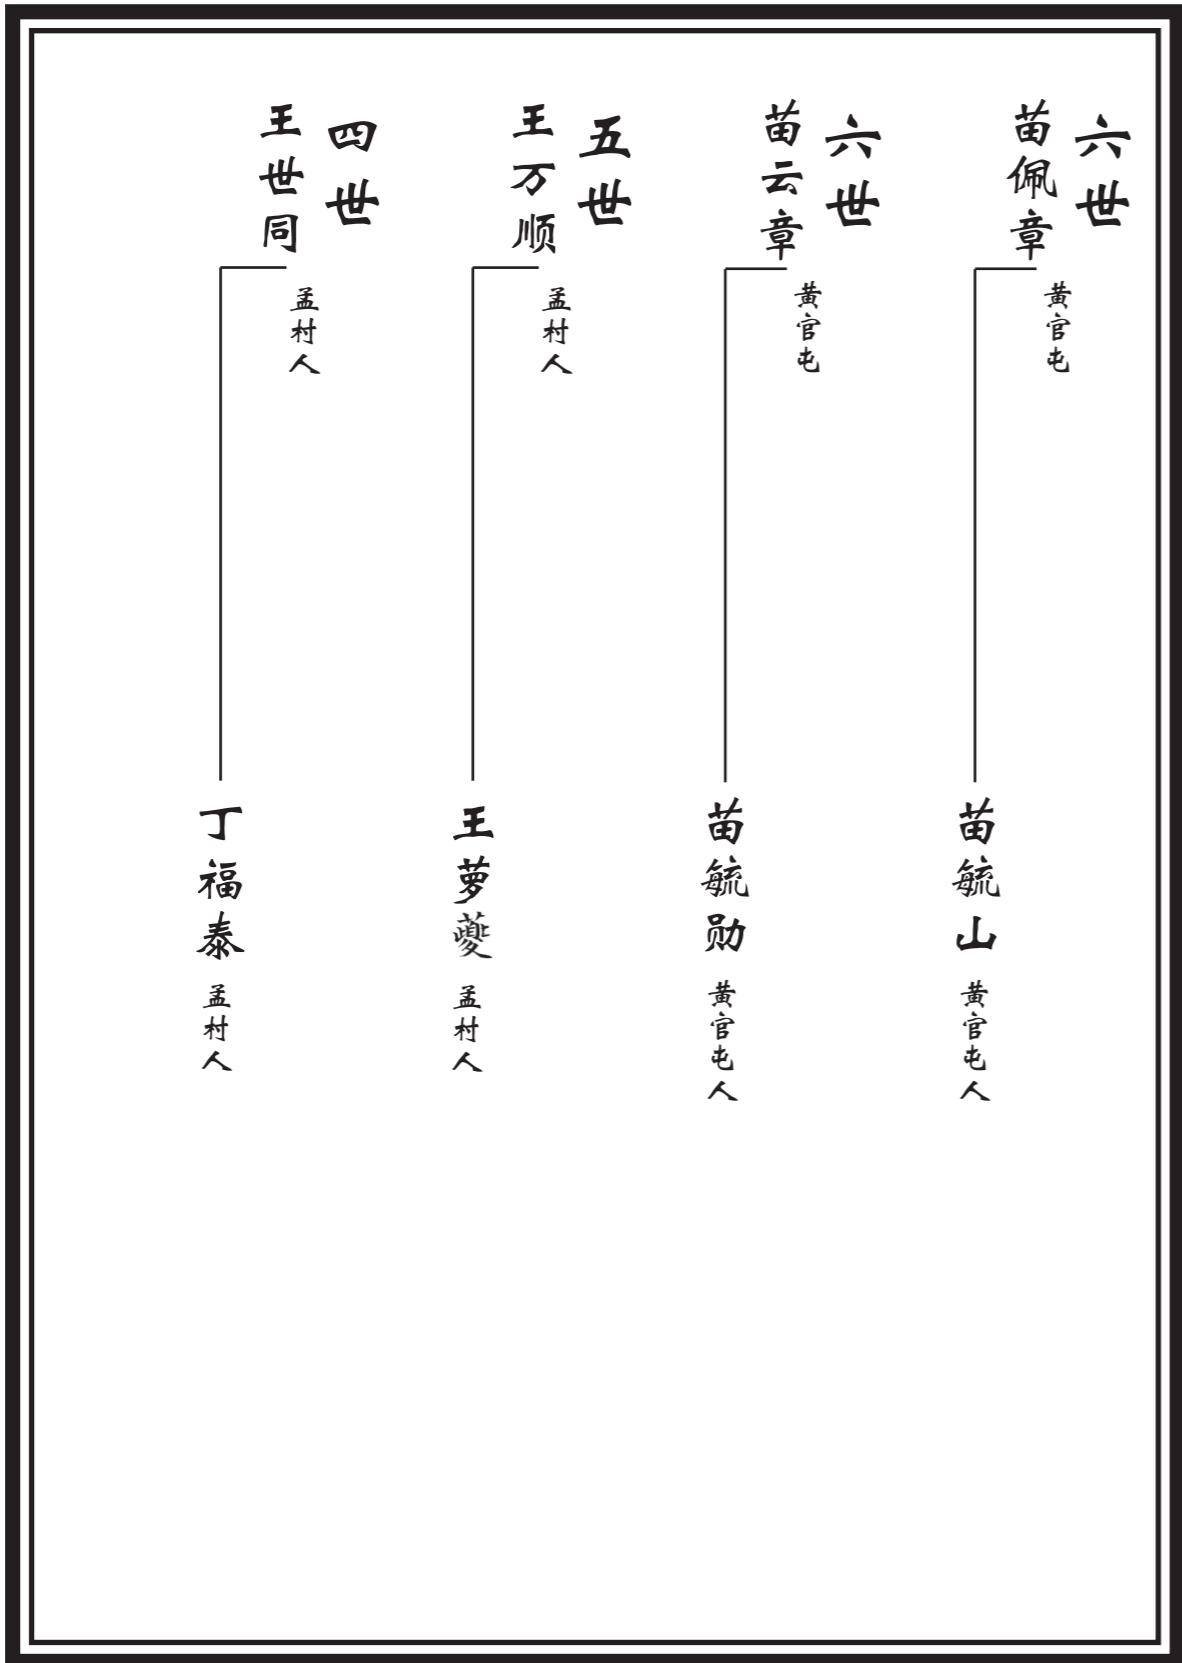 六世
苗佩章
黄官屯
苗毓山
黄官屯人
六世
苗云章
黄官屯
苗毓勋
黄官屯人
五世
王万顺
孟村人
王萝夔
孟村人
四世
王世同
孟村人
丁福泰
孟村人